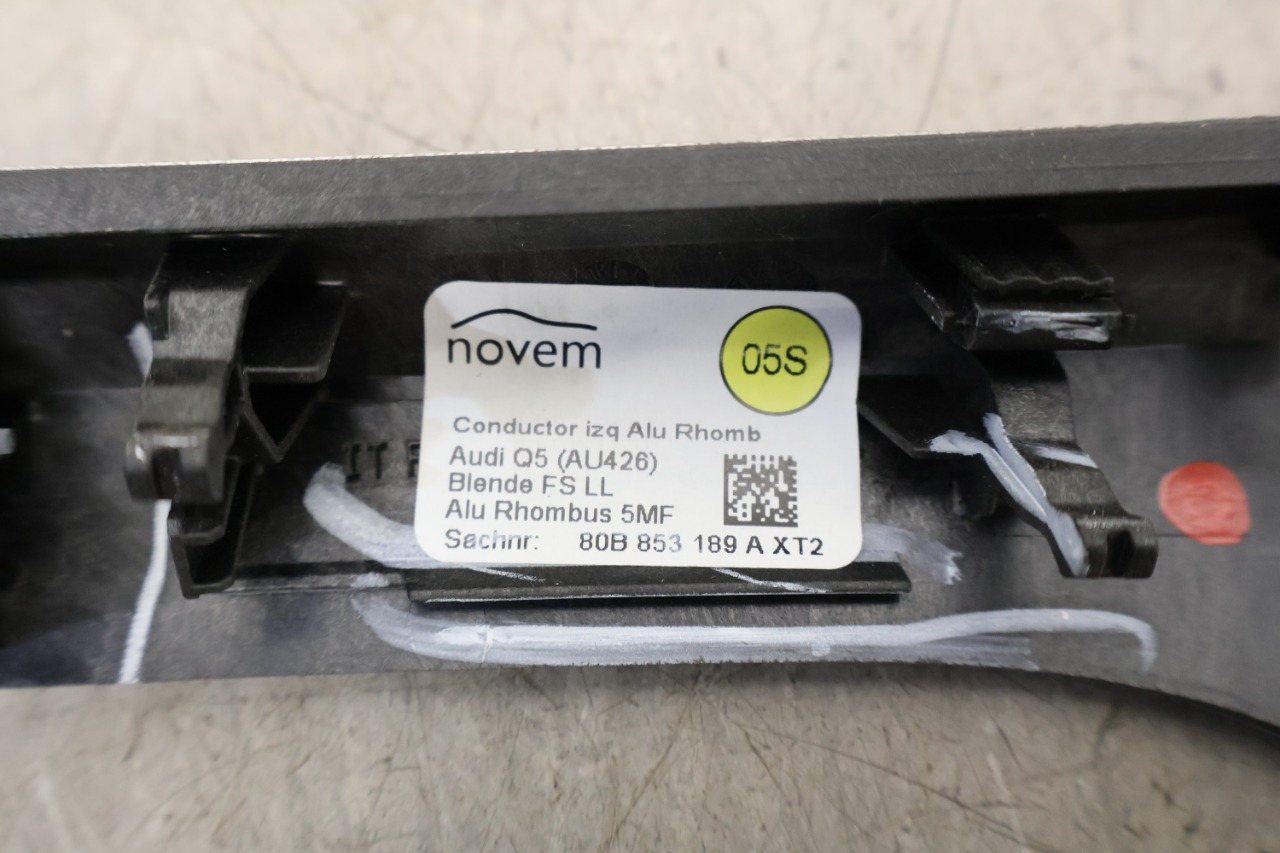 novem
05S
Conductor izq Alu Rhomb
Audi Q5 (AU426)
Blende FS LL
Alu Rhombus 5MF
Sachnr: 80B 853 189 A XT2